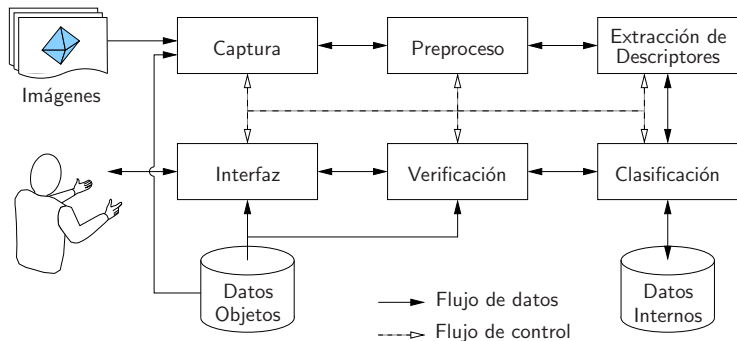 Captura
Preproceso
Extracción de
Descriptores
Imágenes
Interfaz
Verificación
Clasificación
Datos
Objetos
Flujo de datos
Flujo de control
Datos
Internos